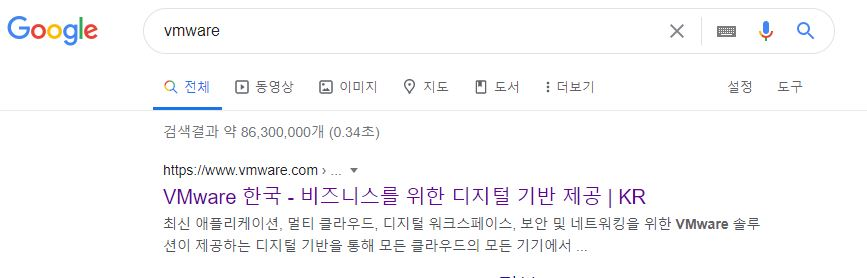 Google
vmware
전체 동영상 이미지 지도 도서 더보기 설정 도구
검색결과 약 86,300,000개 (0.34초)
https://www.vmware.com › ...
VMware 한국 - 비즈니스를 위한 디지털 기반 제공 | KR
최신 애플리케이션, 멀티 클라우드, 디지털 워크스페이스, 보안 및 네트워킹을 위한 VMware 솔루
션이 제공하는 디지털 기반을 통해 모든 클라우드의 모든 기기에서 ...